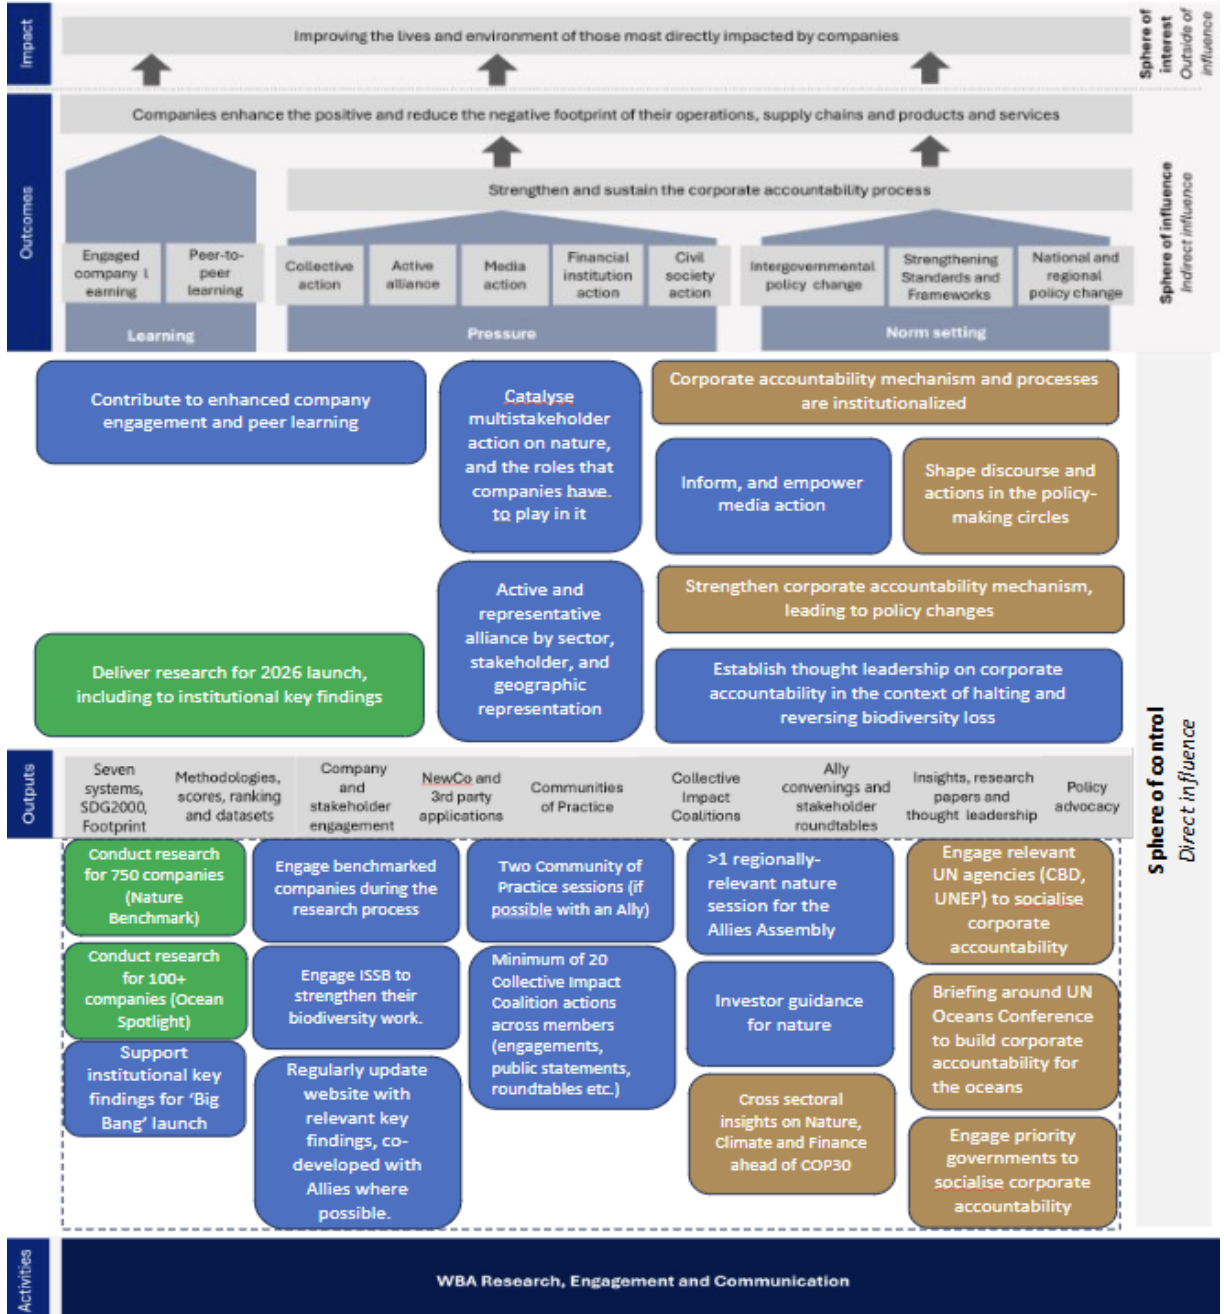 Impact
Improving the lives and environment of those most directly impacted by companies
Sphere of
interest
Outside of
influence
Outcomes
Companies enhance the positive and reduce the negative footprint of their operations, supply chains and products and services
Strengthen and sustain the corporate accountability process
Sphere of influence
Indirect influence
Engaged
company l
earning
Peer-to-
peer
learning
Learning
Collective
action
Active
alliance
Media
action
Financial
institution
action
Civil
society
action
Pressure
Intergovernmental
policy change
Strengthening
Standards and
Frameworks
National and
regional
policy change
Norm setting
Contribute to enhanced company
engagement and peer learning
Catalyse
multistakeholder
action on nature,
and the roles that
companies have.
to play in it
Corporate accountability mechanism and processes
are institutionalized
Inform, and empower
media action
Shape discourse and
actions in the policy-
making circles
Active and
representative
alliance by sector,
stakeholder, and
geographic
representation
Strengthen corporate accountability mechanism,
leading to policy changes
Deliver research for 2026 launch,
including to institutional key findings
Establish thought leadership on corporate
accountability in the context of halting and
reversing biodiversity loss
Sphere of control
Direct influence
Outputs
Seven
systems,
SDG2000,
Footprint
Methodologies,
scores, ranking
and datasets
Company
and
stakeholder
engagement
NewCo and
3rd party
applications
Communities
of Practice
Collective
Impact
Coalitions
Ally
convenings and
stakeholder
roundtables
Insights, research
papers and
thought leadership
Policy
advocacy
Conduct research
for 750 companies
(Nature
Benchmark)
Conduct research
for 100+
companies (Ocean
Spotlight)
Support
institutional key
findings for ‘Big
Bang’ launch
Engage benchmarked
companies during the
research process
Engage ISSB to
strengthen their
biodiversity work.
Regularly update
website with
relevant key
findings, co-
developed with
Allies where
possible.
Two Community of
Practice sessions (if
possible with an Ally)
Minimum of 20
Collective Impact
Coalition actions
across members
(engagements,
public statements,
roundtables etc.)
>1 regionally-
relevant nature
session for the
Allies Assembly
Investor guidance
for nature
Cross sectoral
insights on Nature,
Climate and Finance
ahead of COP30
Engage relevant
UN agencies (CBD,
UNEP) to socialise
corporate
accountability
Briefing around UN
Oceans Conference
to build corporate
accountability for
the oceans
Engage priority
governments to
socialise corporate
accountability
Activities
WBA Research, Engagement and Communication